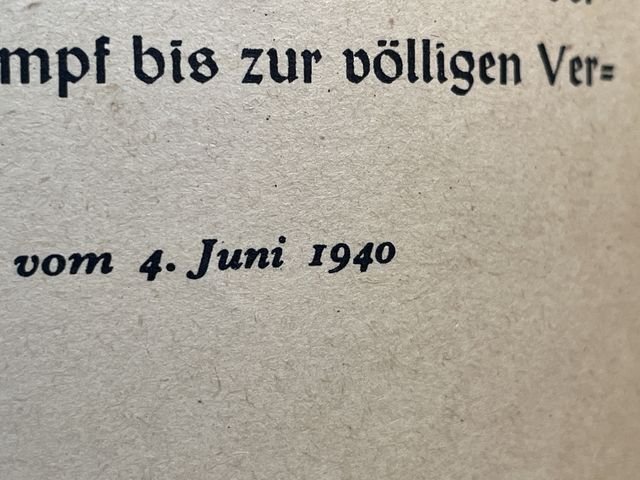 mpf bis zur völligen Ver=
vom 4. Juni 1940